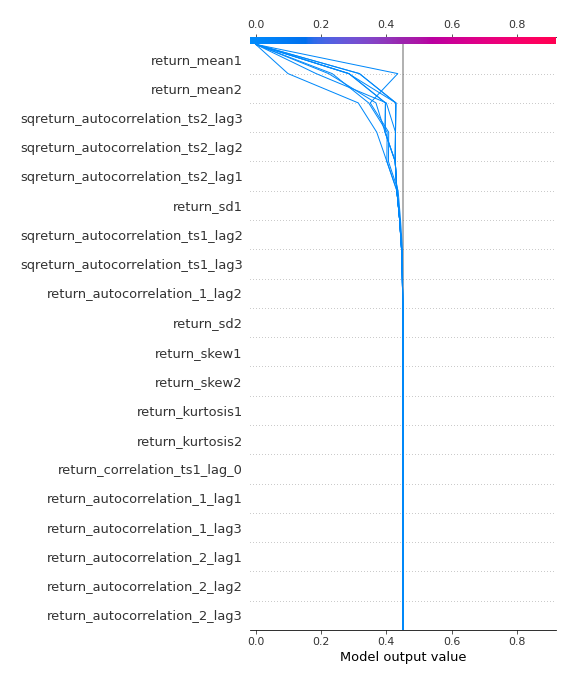 0.0 0.2 0.4 0.6 0.8
return_mean1
return_mean2
sqreturn_autocorrelation_ts2_lag3
sqreturn_autocorrelation_ts2_lag2
sqreturn_autocorrelation_ts2_lag1
return_sd1
sqreturn_autocorrelation_ts1_lag2
sqreturn_autocorrelation_ts1_lag3
return_autocorrelation_1_lag2
return_sd2
return_skew1
return_skew2
return_kurtosis1
return_kurtosis2
return_correlation_ts1_lag_0
return_autocorrelation_1_lag1
return_autocorrelation_1_lag3
return_autocorrelation_2_lag1
return_autocorrelation_2_lag2
return_autocorrelation_2_lag3
0.0 0.2 0.4 0.6 0.8
Model output value